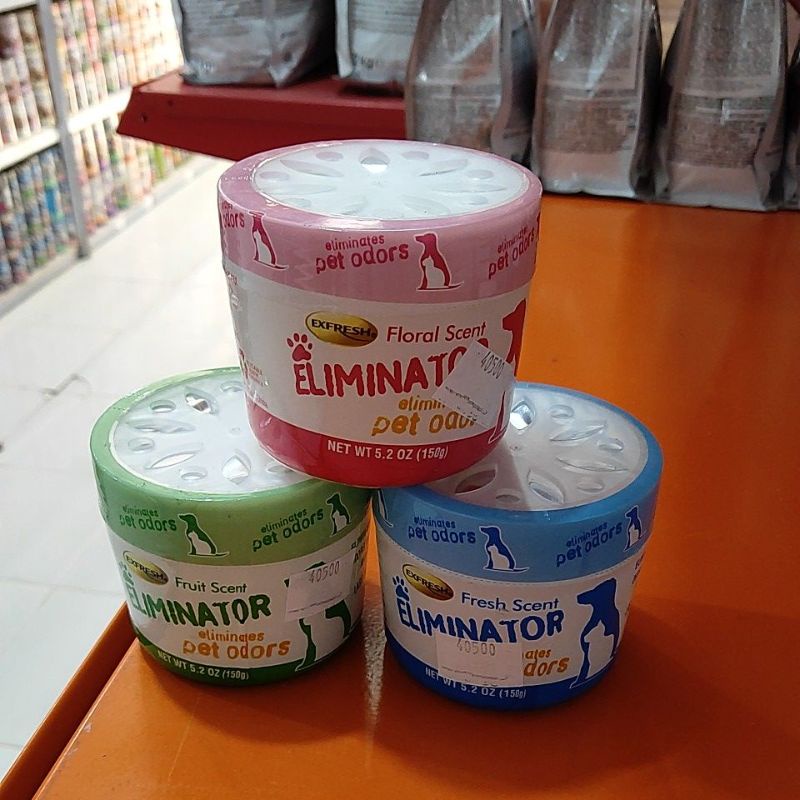 eliminates
pet odors
EXFRESH
Floral Scent
ELIMINATO
40500
elimin
pet odo
NET WT 5.2 OZ (150g)
eliminates
pet odors
eliminates
pet odors
EXFRESH
Fruit Scent
ELIMINATOR
40500
eliminates
pet odors
NET WT 5.2 OZ (150g)
eliminates
pet odors
eliminates
pet odors
EXFRESH
Fresh Scent
ELIMINATOR
40500
dors
NET WT 5.2 OZ (150g)